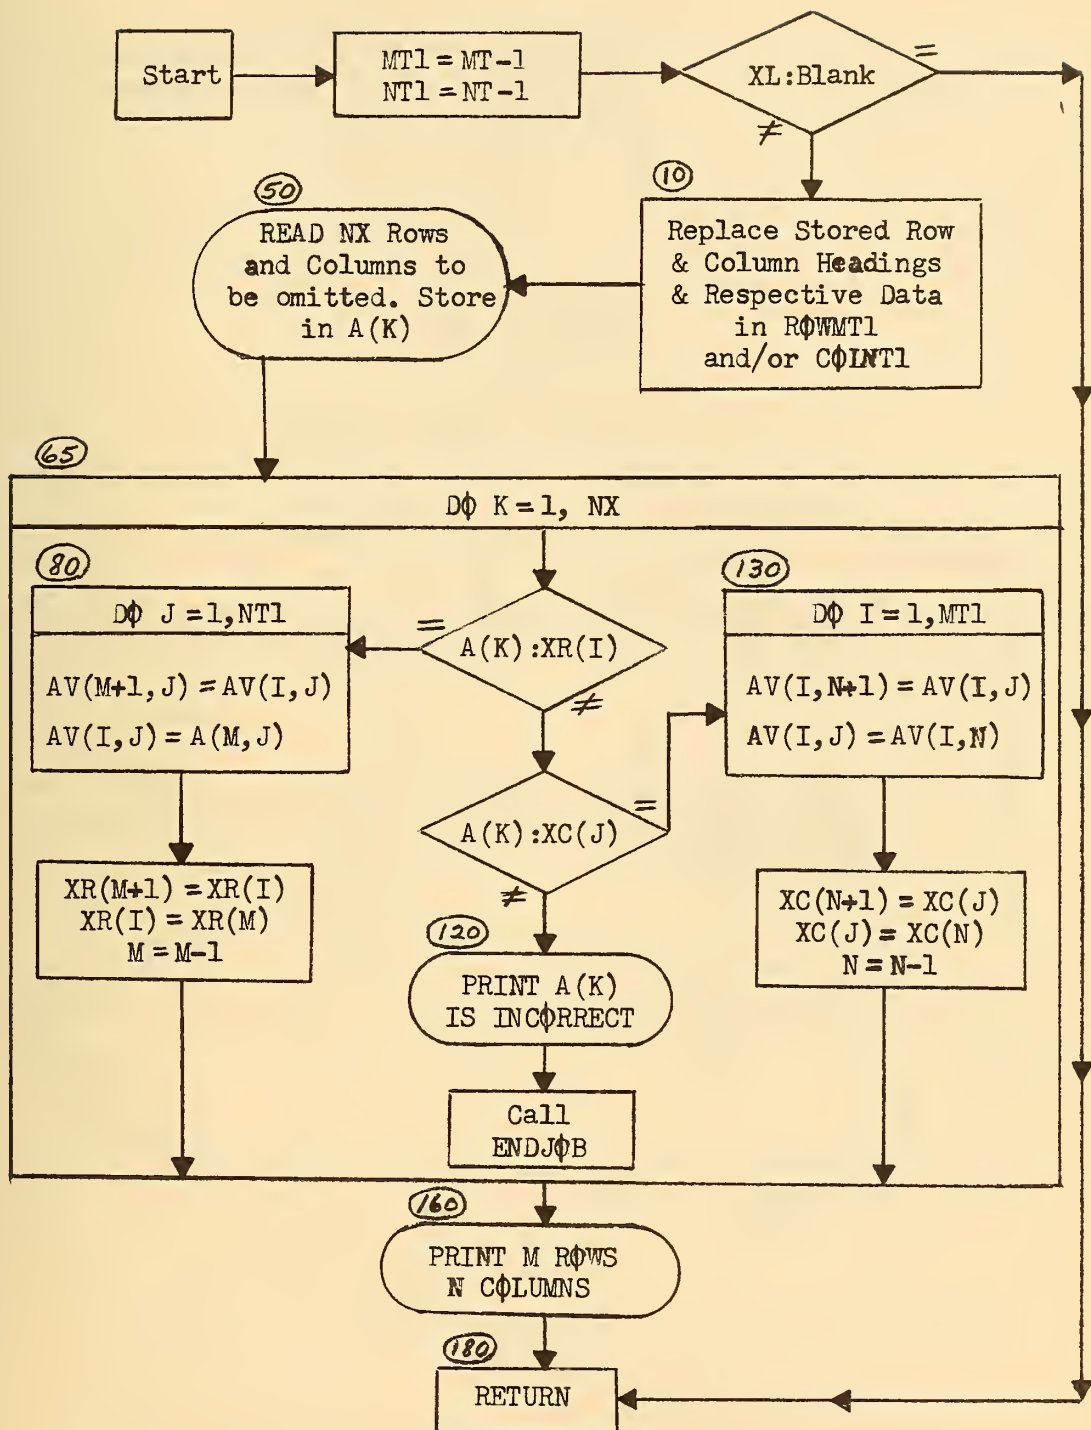 Start
MT1 = MT-1
NT1 = NT-1
XL:Blank
=
≠
10
Replace Stored Row
& Column Headings
& Respective Data
in RΦWMT1
and/or CΦLNT1
50
READ NX Rows
and Columns to
be omitted. Store
in A(K)
65
DΦ K = 1, NX
80
DΦ J = 1,NT1
AV(M+1,J) = AV(I,J)
AV(I,J) = A(M,J)
XR(M+1) = XR(I)
XR(I) = XR(M)
M = M-1
=
A(K):XR(I)
≠
A(K):XC(J)
=
≠
120
PRINT A(K)
IS INCΦRRECT
Call
ENDJΦB
130
DΦ I = 1,MT1
AV(I,N+1) = AV(I,J)
AV(I,J) = AV(I,N)
XC(N+1) = XC(J)
XC(J) = XC(N)
N = N-1
160
PRINT M RΦWS
N CΦLUMNS
180
RETURN